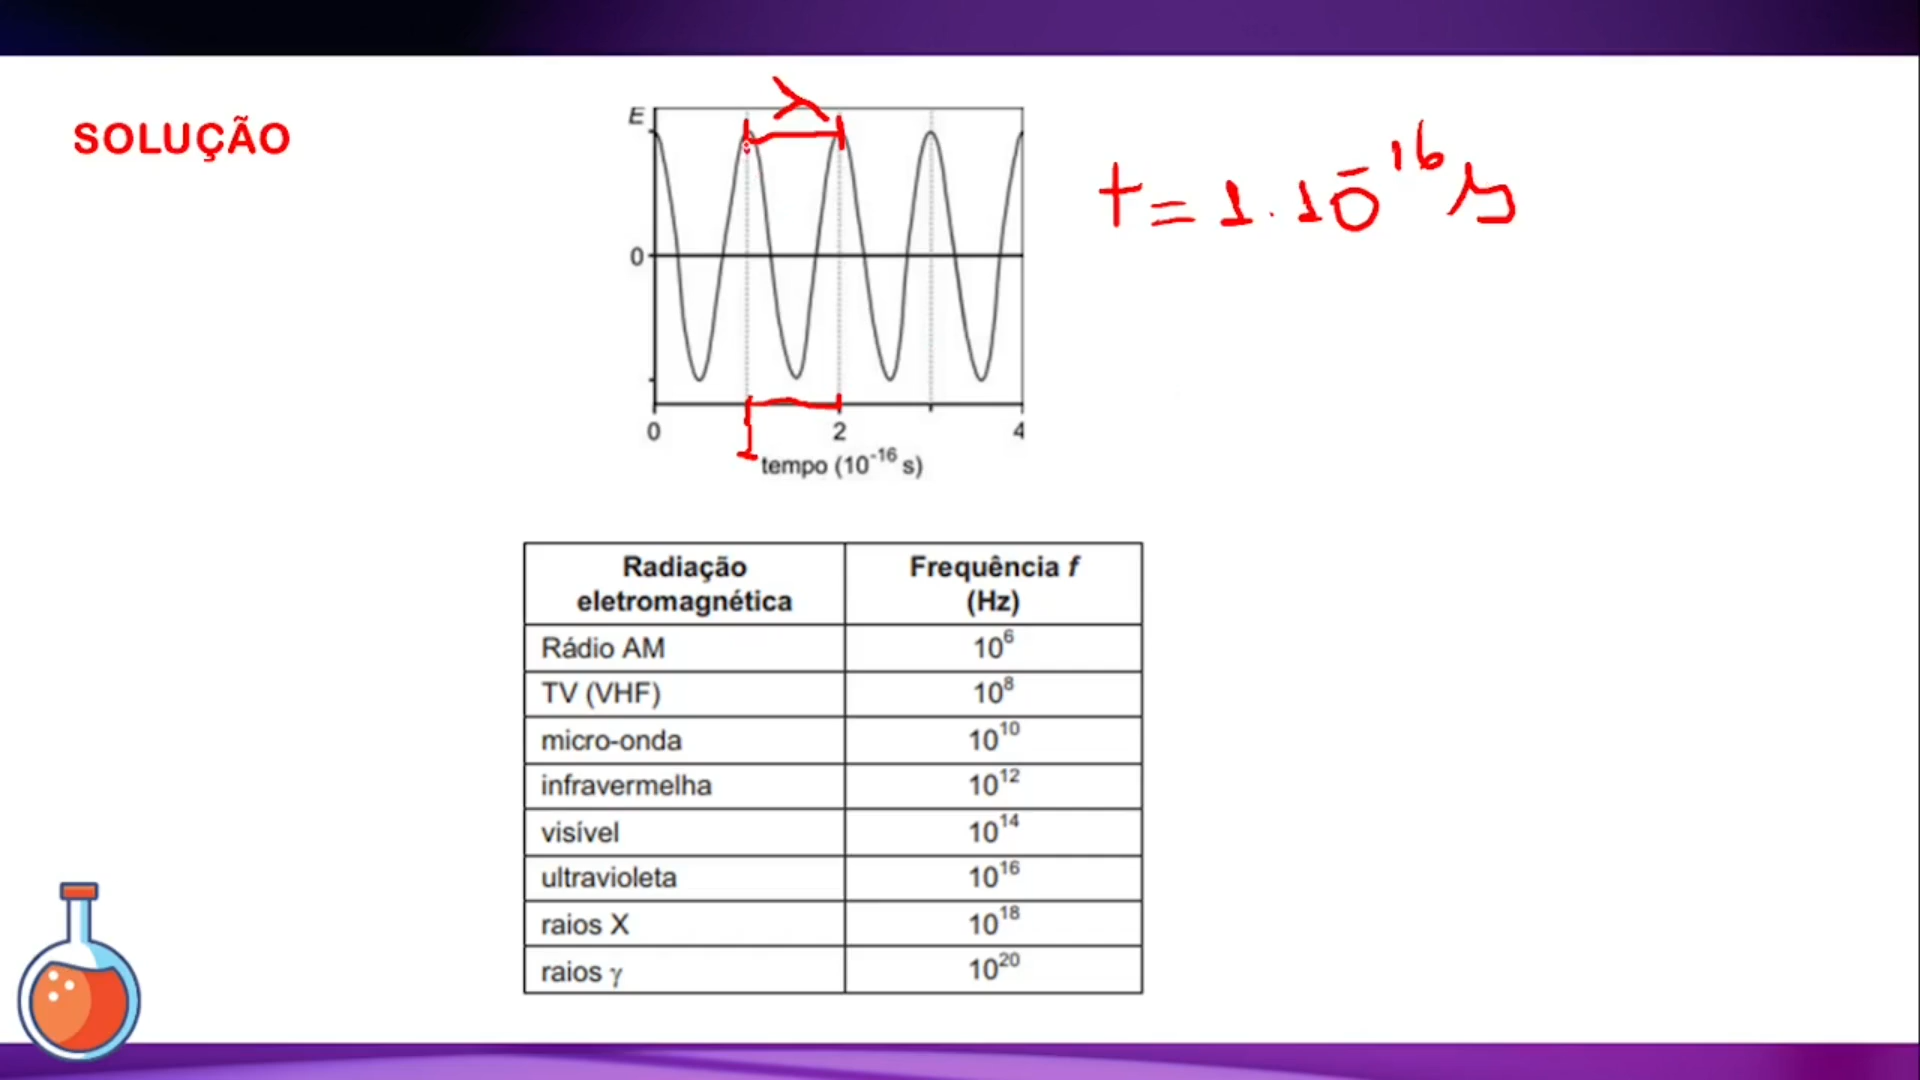 SOLUÇÃO
λ
E
t = 1 . 10⁻¹⁶ s
0
0 2 4
tempo (10⁻¹⁶ s)
Radiação eletromagnética Frequência f (Hz)
Rádio AM 10⁶
TV (VHF) 10⁸
micro-onda 10¹⁰
infravermelha 10¹²
visível 10¹⁴
ultravioleta 10¹⁶
raios X 10¹⁸
raios γ 10²⁰